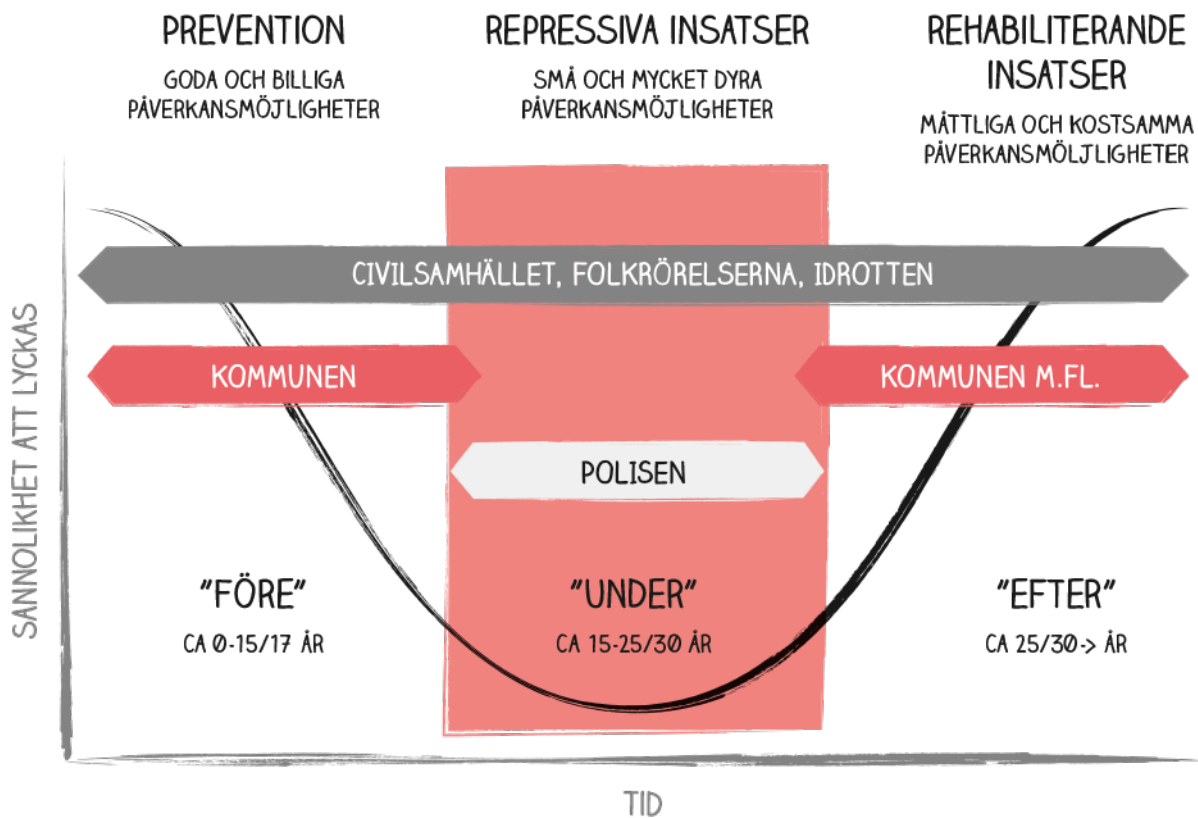 PREVENTION
GODA OCH BILLIGA
PÅVERKANSMÖJLIGHETER
REPRESSIVA INSATSER
SMÅ OCH MYCKET DYRA
PÅVERKANSMÖJLIGHETER
REHABILITERANDE
INSATSER
MÅTTLIGA OCH KOSTSAMMA
PÅVERKANSMÖLJLIGHETER
SANNOLIKHET ATT LYCKAS
CIVILSAMHÄLLET, FOLKRÖRELSERNA, IDROTTEN
KOMMUNEN
KOMMUNEN M.FL.
POLISEN
"FÖRE"
CA 0-15/17 ÅR
"UNDER"
CA 15-25/30 ÅR
"EFTER"
CA 25/30-> ÅR
TID